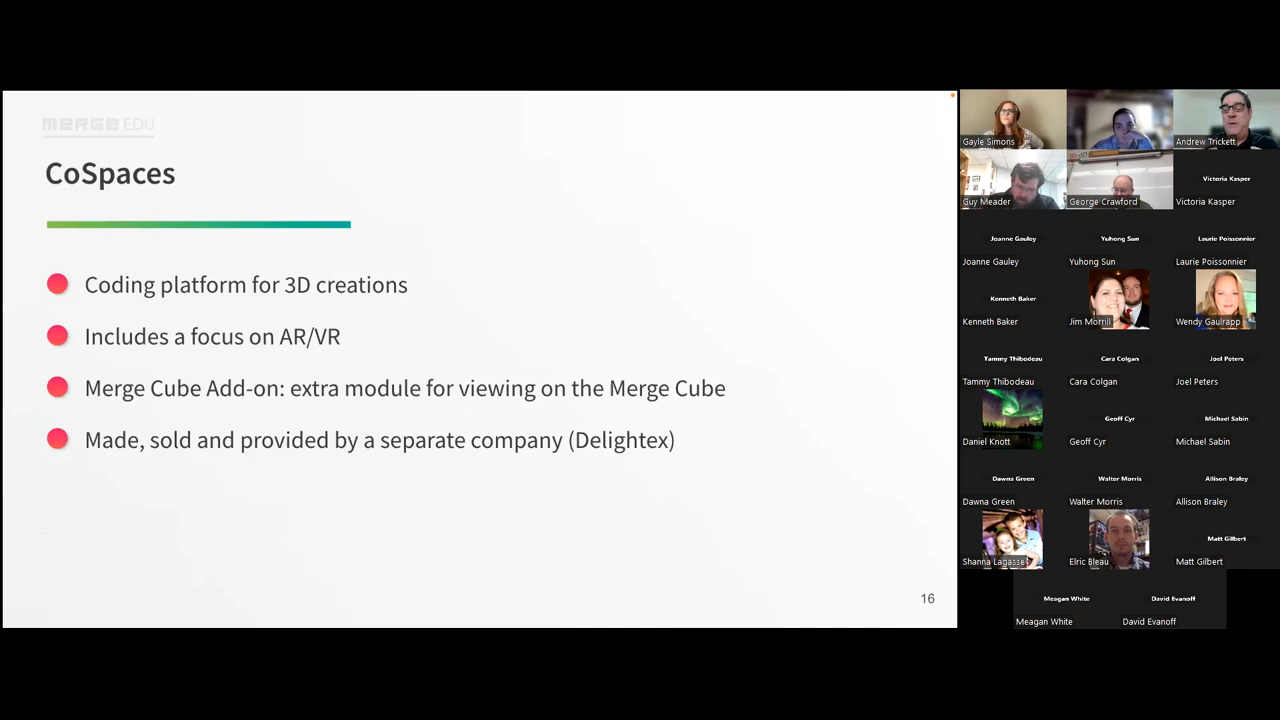 merGe EDU
CoSpaces
Coding platform for 3D creations
Includes a focus on AR/VR
Merge Cube Add-on: extra module for viewing on the Merge Cube
Made, sold and provided by a separate company (Delightex)
16
Gayle Simons
Andrew Trickett
Guy Meader
George Crawford
Victoria Kasper
Victoria Kasper
Joanne Gauley
Yuhong Sun
Laurie Poissonnier
Joanne Gauley
Yuhong Sun
Laurie Poissonnier
Kenneth Baker
Kenneth Baker
Jim Morrill
Wendy Gaulrapp
Tammy Thibodeau
Cara Colgan
Joel Peters
Tammy Thibodeau
Cara Colgan
Joel Peters
Geoff Cyr
Michael Sabin
Daniel Knott
Geoff Cyr
Michael Sabin
Dawna Green
Walter Morris
Allison Braley
Dawna Green
Walter Morris
Allison Braley
Matt Gilbert
Shanna Lagasse
Elric Bleau
Matt Gilbert
Meagan White
David Evanoff
Meagan White
David Evanoff